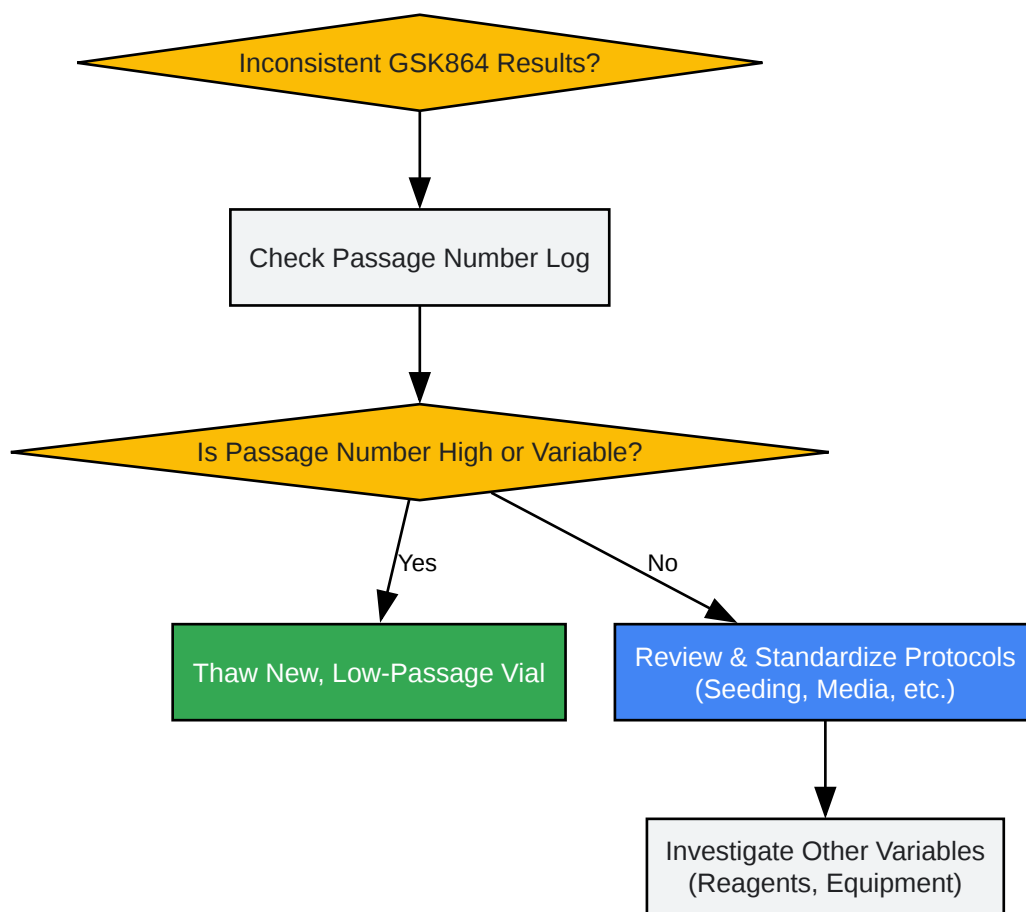 Inconsistent GSK864 Results?
Check Passage Number Log
Is Passage Number High or Variable?
Yes
No
Thaw New, Low-Passage Vial
Review & Standardize Protocols
(Seeding, Media, etc.)
Investigate Other Variables
(Reagents, Equipment)